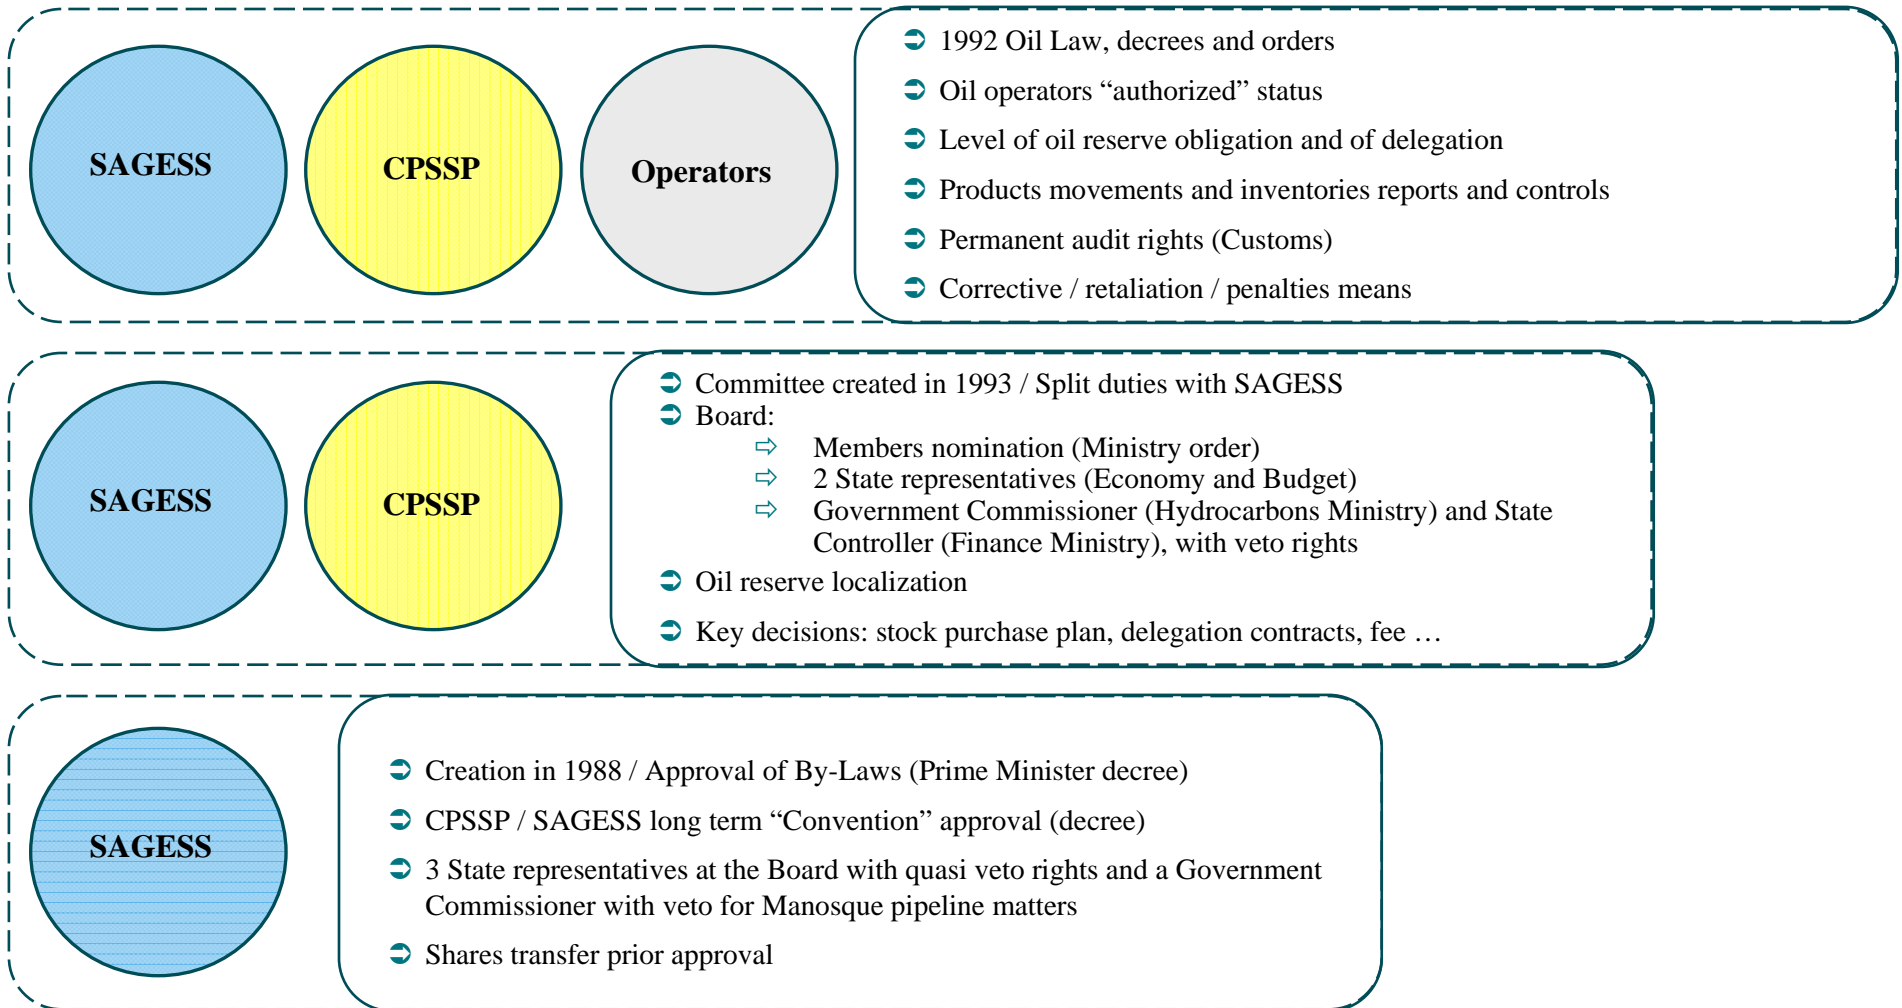 SAGESS
CPSSP
Operators
1992 Oil Law, decrees and orders
Oil operators “authorized” status
Level of oil reserve obligation and of delegation
Products movements and inventories reports and controls
Permanent audit rights (Customs)
Corrective / retaliation / penalties means
SAGESS
CPSSP
Committee created in 1993 / Split duties with SAGESS
Board:
Members nomination (Ministry order)
2 State representatives (Economy and Budget)
Government Commissioner (Hydrocarbons Ministry) and State
Controller (Finance Ministry), with veto rights
Oil reserve localization
Key decisions: stock purchase plan, delegation contracts, fee …
SAGESS
Creation in 1988 / Approval of By-Laws (Prime Minister decree)
CPSSP / SAGESS long term “Convention” approval (decree)
3 State representatives at the Board with quasi veto rights and a Government
Commissioner with veto for Manosque pipeline matters
Shares transfer prior approval